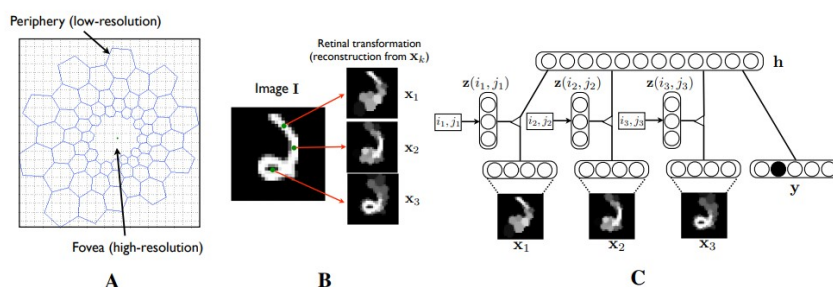 Periphery (low-resolution)
Fovea (high-resolution)
A
Retinal transformation
(reconstruction from x_k)
Image I
x₁
x₂
x₃
B
h
z(i₁, j₁)
z(i₂, j₂)
z(i₃, j₃)
i₁, j₁
i₂, j₂
i₃, j₃
y
x₁
x₂
x₃
C